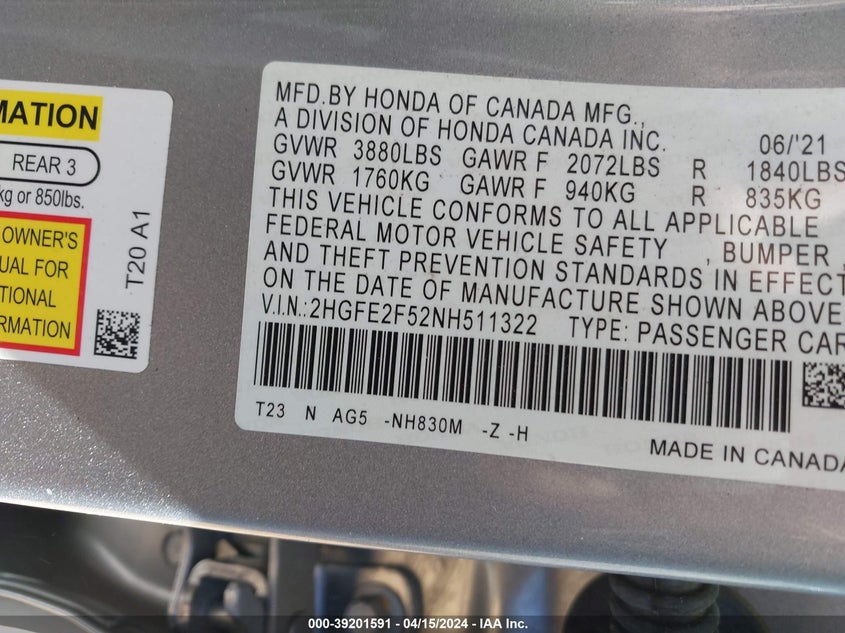 MATION
REAR 3
kg or 850lbs.
OWNER'S
UAL FOR
TIONAL
RMATION
T20 A1
MFD.BY HONDA OF CANADA MFG.,
A DIVISION OF HONDA CANADA INC. 06/'21
GVWR 3880LBS GAWR F 2072LBS R 1840LBS
GVWR 1760KG GAWR F 940KG R 835KG
THIS VEHICLE CONFORMS TO ALL APPLICABLE
FEDERAL MOTOR VEHICLE SAFETY , BUMPER ,
AND THEFT PREVENTION STANDARDS IN EFFECT
ON THE DATE OF MANUFACTURE SHOWN ABOVE.
V.I.N.:2HGFE2F52NH511322 TYPE: PASSENGER CAR
T23 N AG5 -NH830M -Z -H
MADE IN CANADA
000-39201591 - 04/15/2024 - IAA Inc.